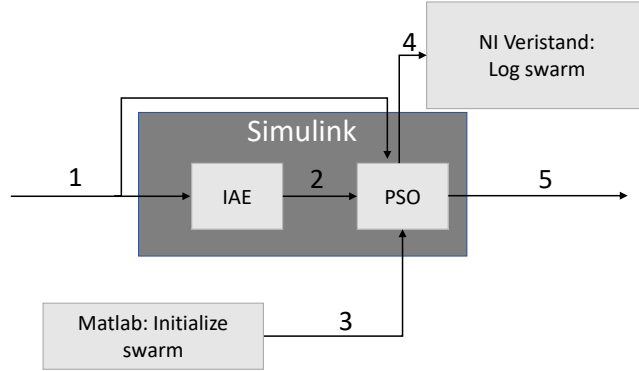 4
NI Veristand:
Log swarm
Simulink
1
IAE
2
PSO
5
Matlab: Initialize
swarm
3